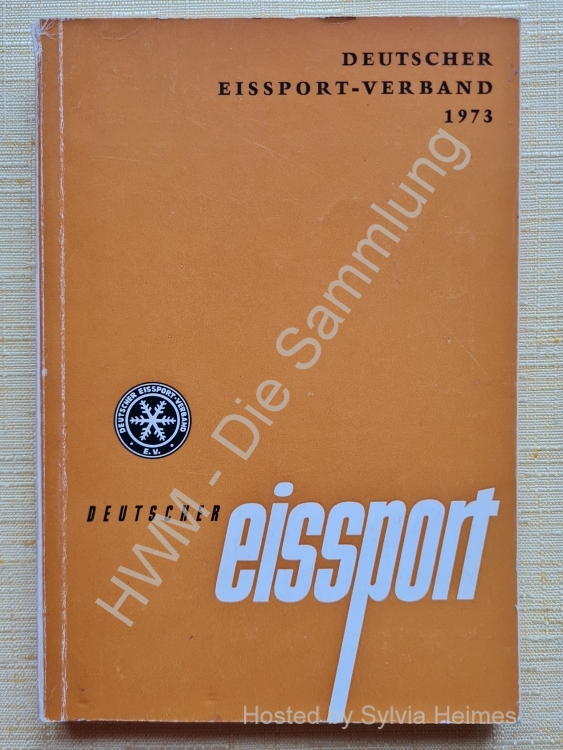 DEUTSCHER
EISSPORT-VERBAND
1973
HWM - Die Sammlung
DEUTSCHER EISSPORT-VERBAND
E.V.
DEUTSCHER eissport
Hosted by Sylvia Heimes